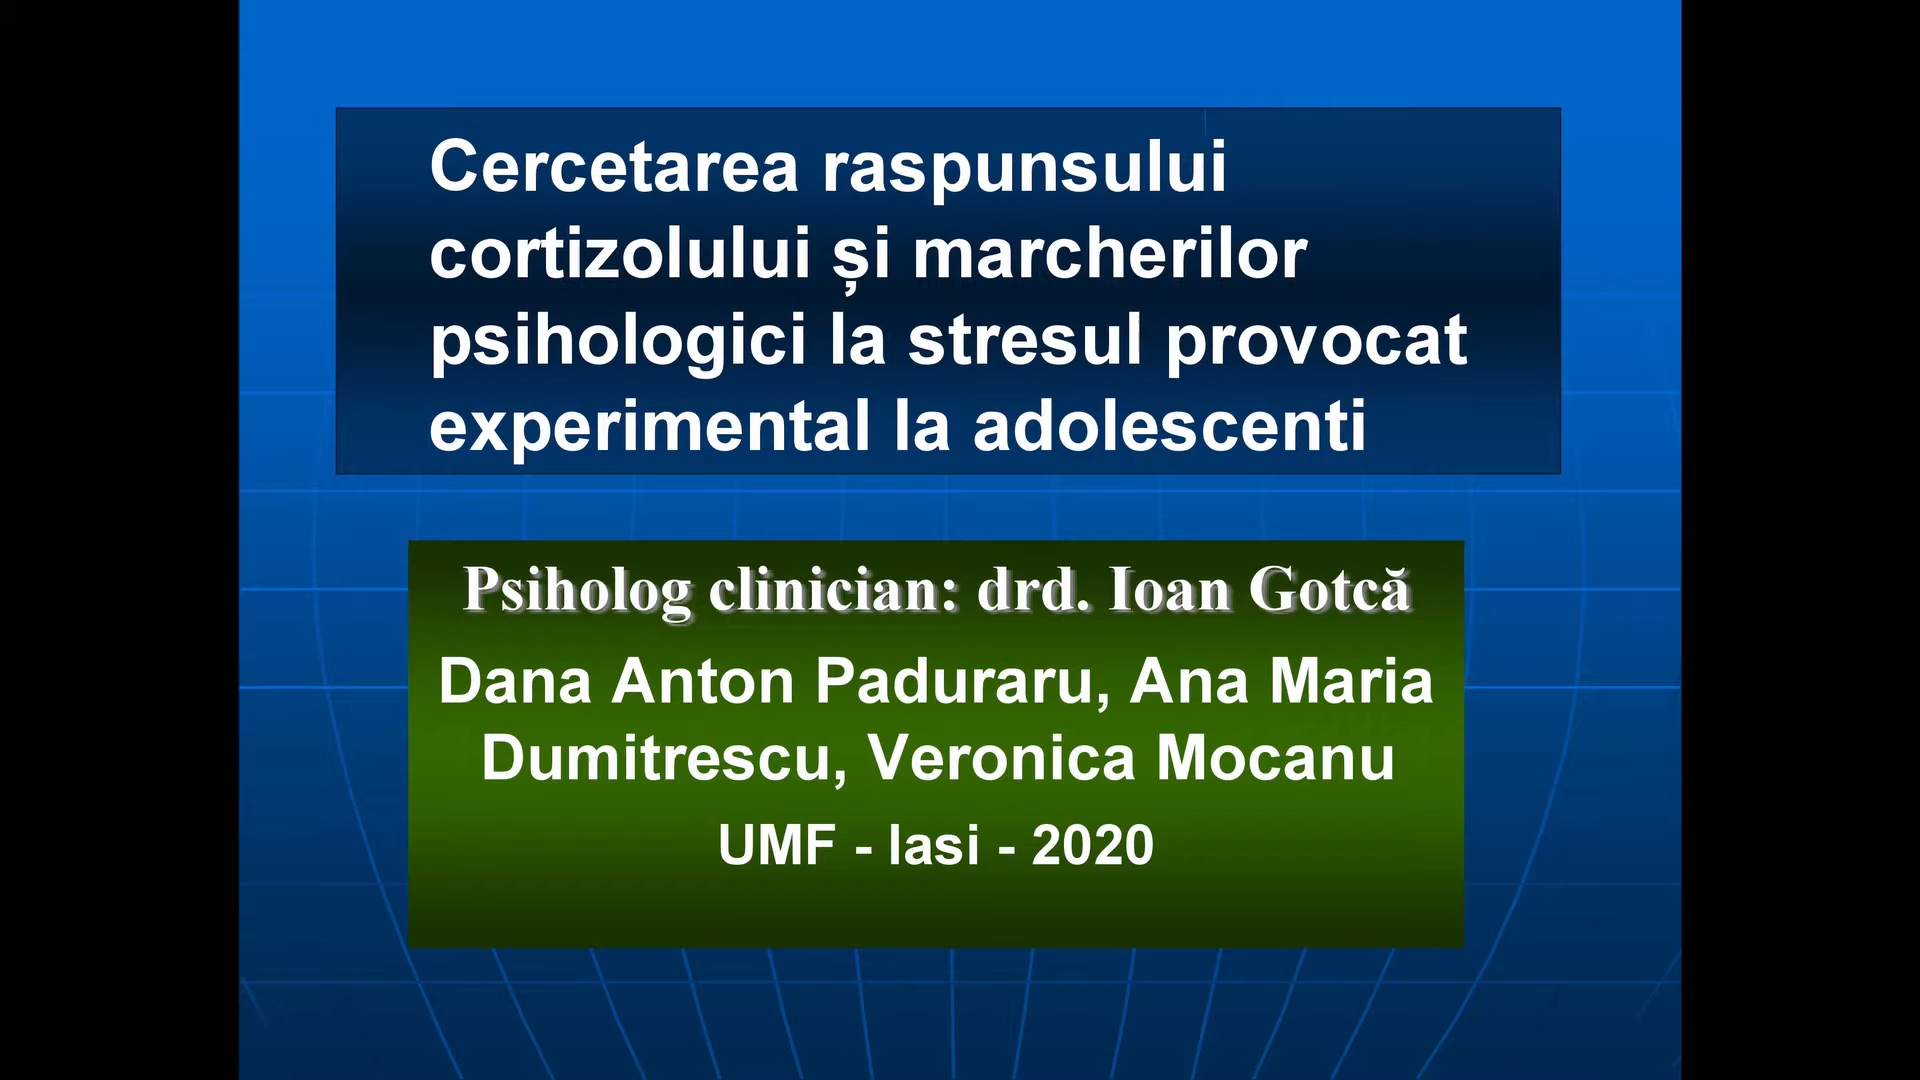 Cercetarea raspunsului
cortizolului și marcherilor
psihologici la stresul provocat
experimental la adolescenti
Psiholog clinician: drd. Ioan Gotcă
Dana Anton Paduraru, Ana Maria
Dumitrescu, Veronica Mocanu
UMF - Iasi - 2020